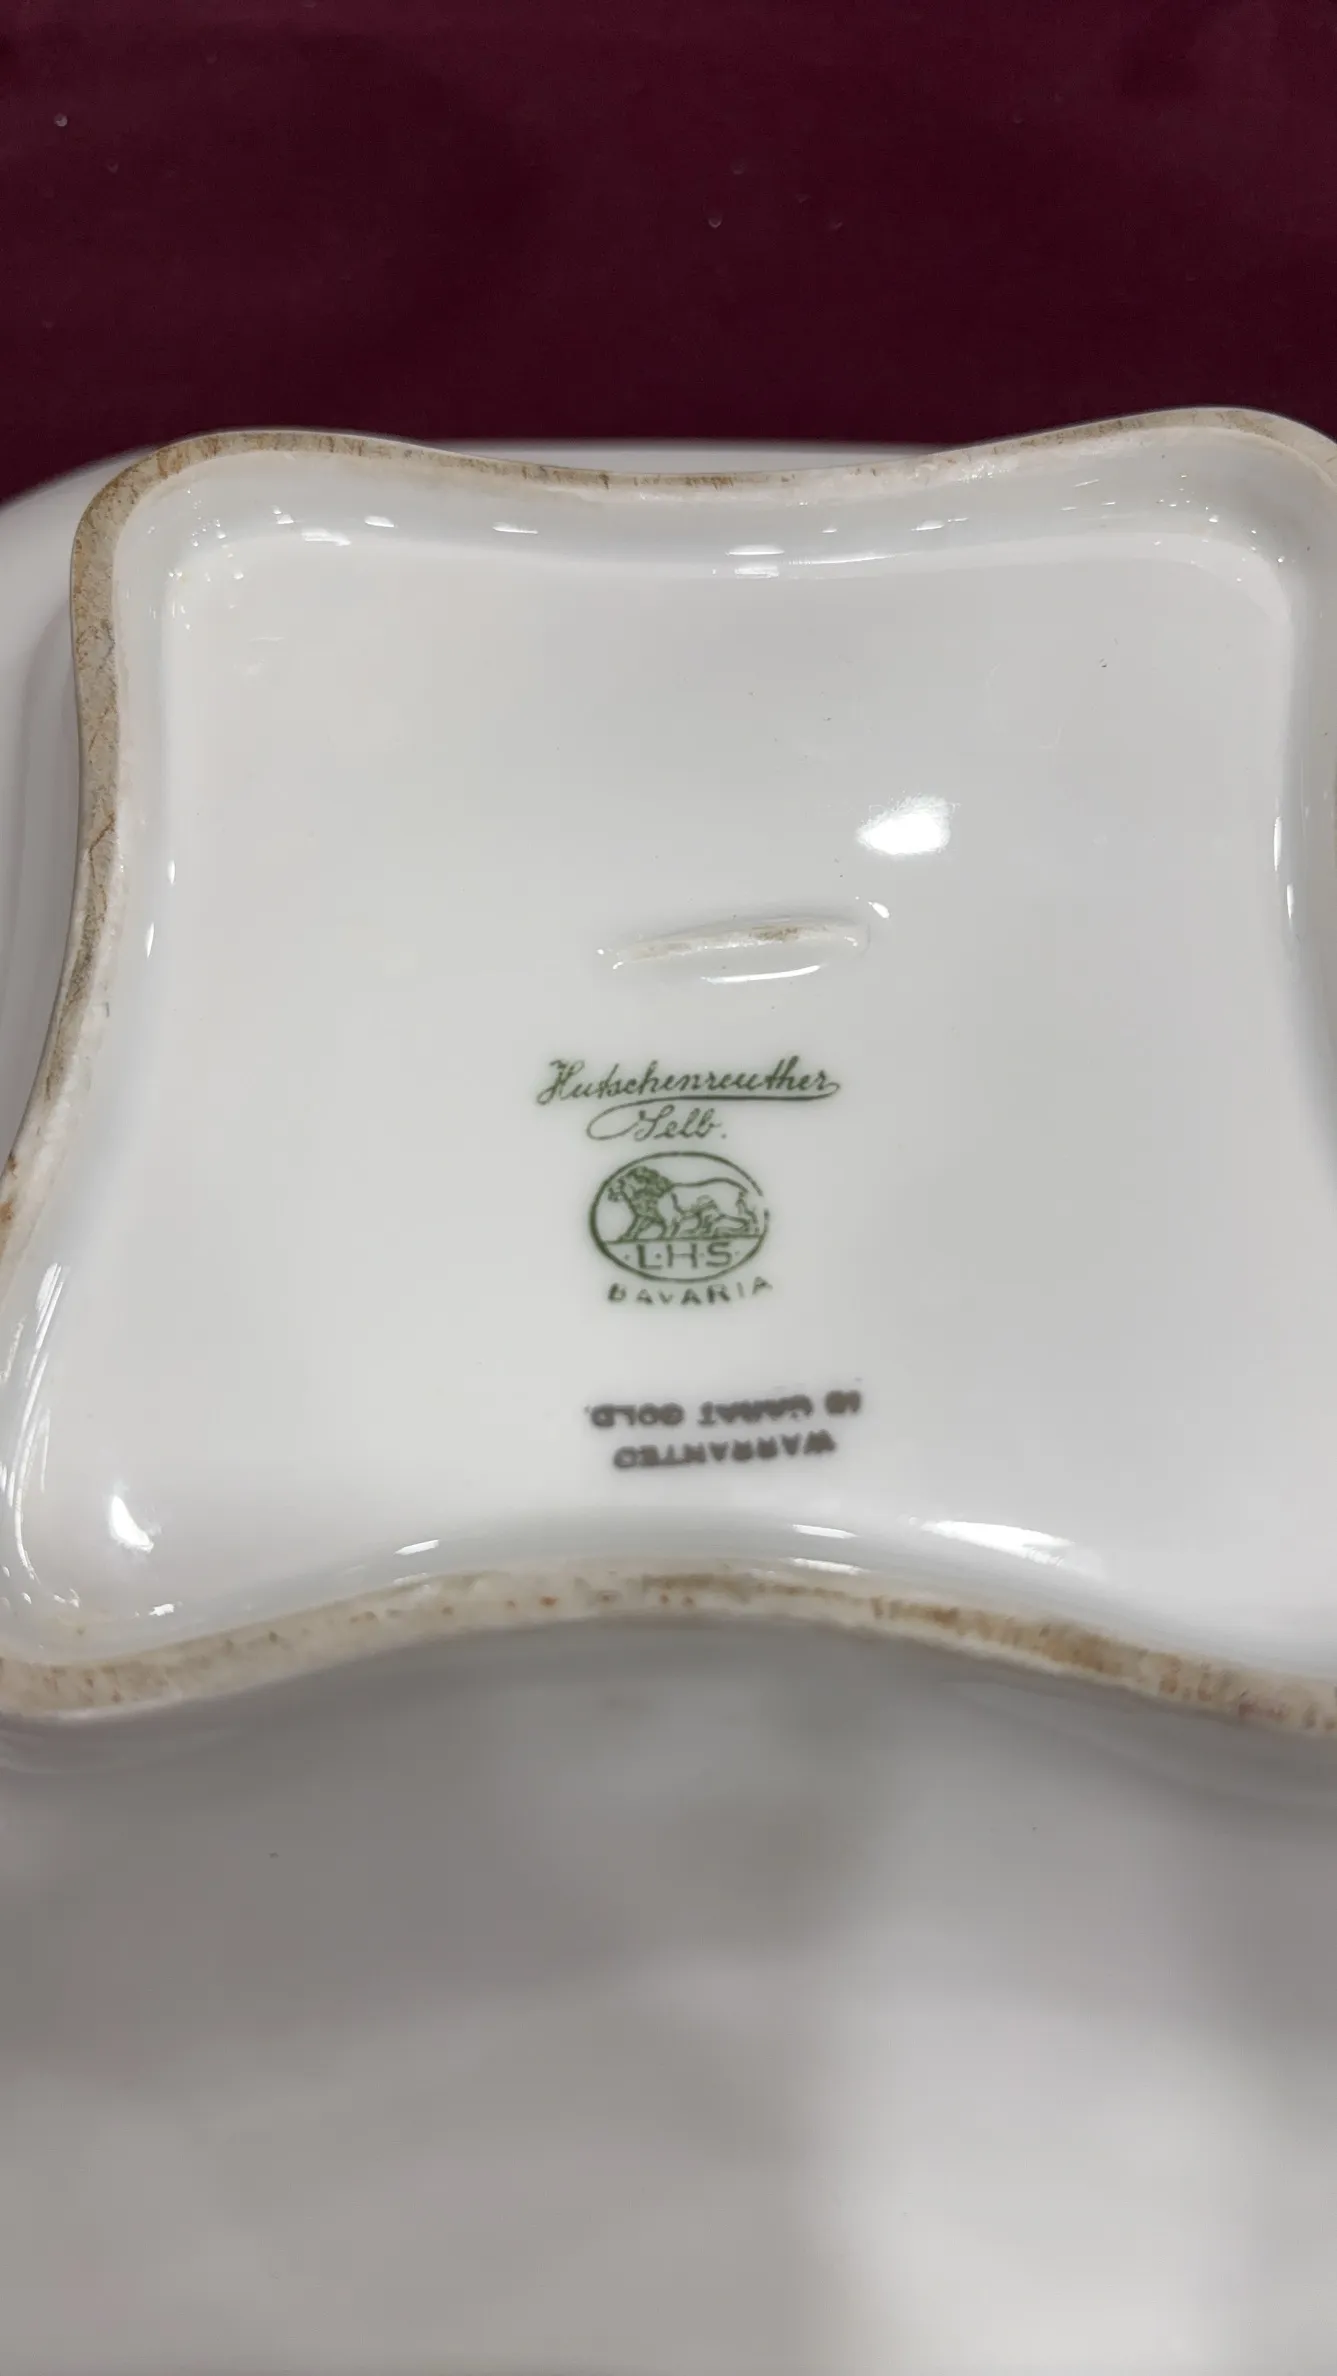 Hutschenreuther
Selb.
L·H·S
BAVARIA
WARRANTED
18 CARAT GOLD.